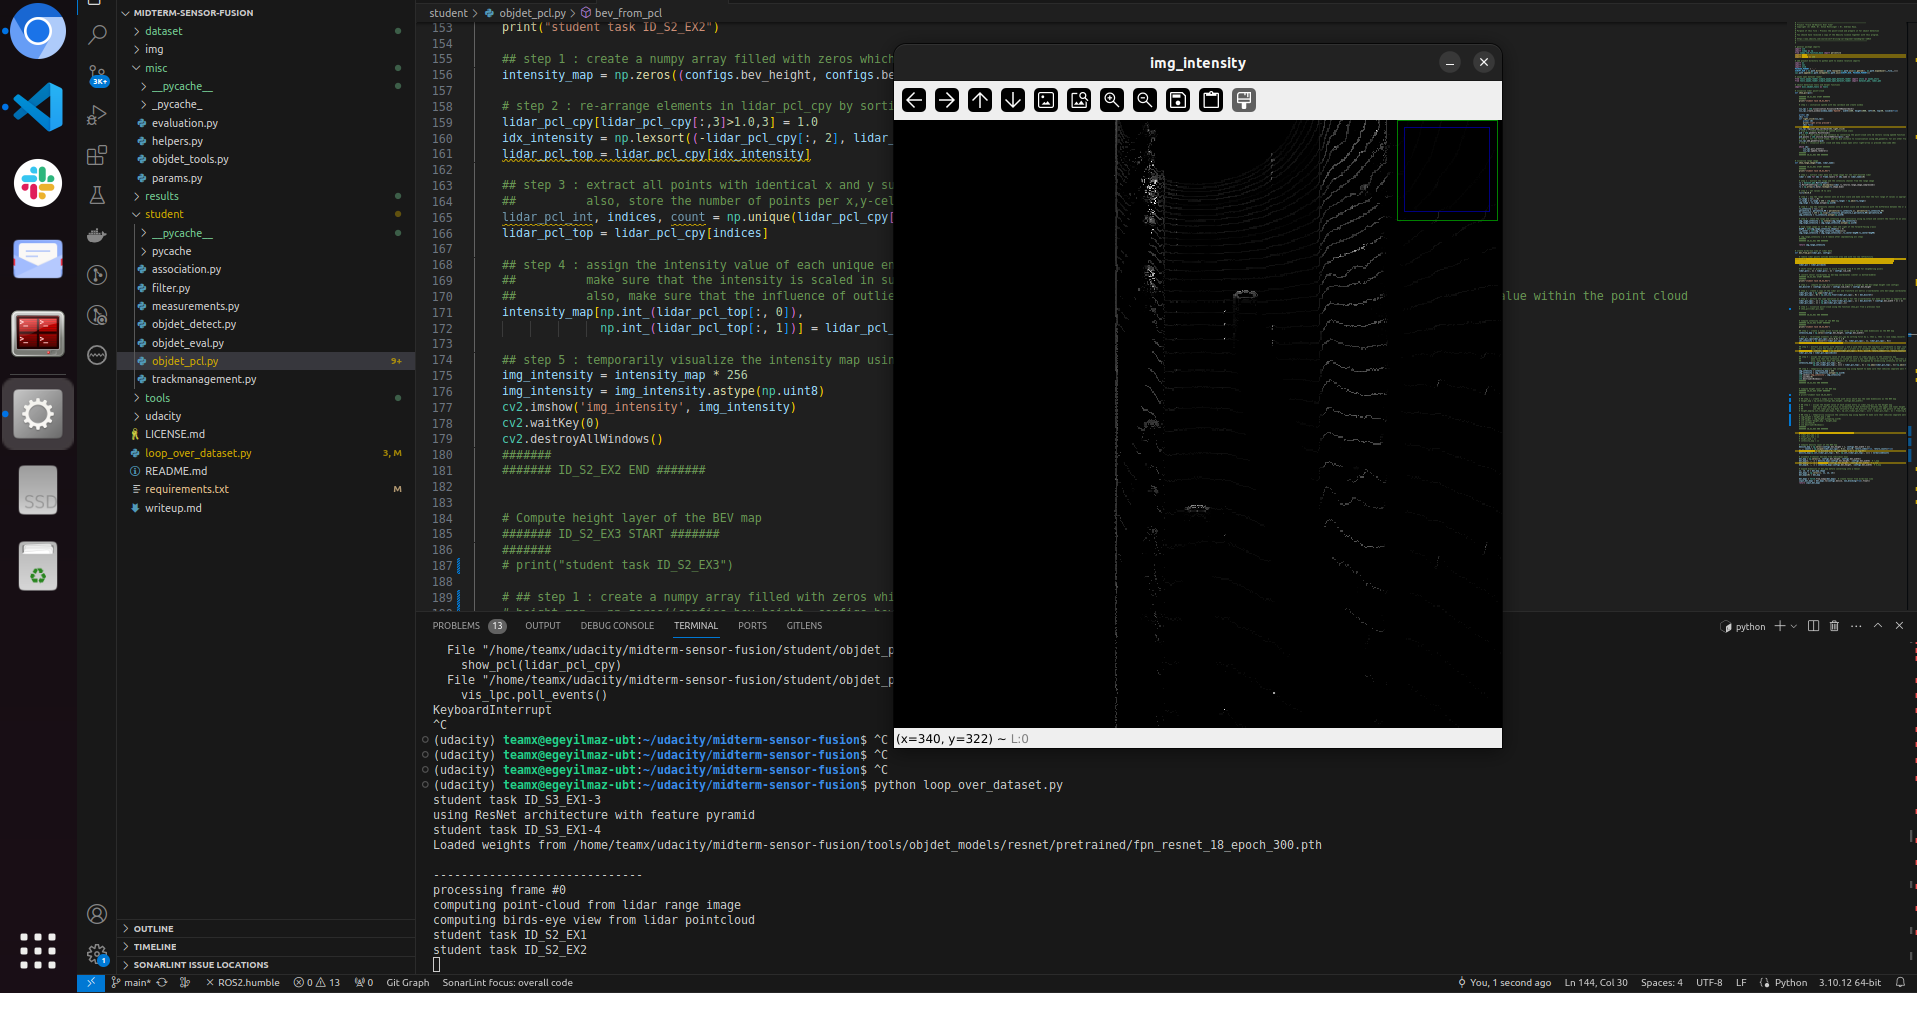 MIDTERM-SENSOR-FUSION
dataset
img
misc
__pycache__
_pycache_
evaluation.py
helpers.py
objdet_tools.py
params.py
results
student
__pycache__
pycache
association.py
filter.py
measurements.py
objdet_detect.py
objdet_eval.py
objdet_pcl.py 9+
trackmanagement.py
tools
udacity
LICENSE.md
loop_over_dataset.py 3, M
README.md
requirements.txt M
writeup.md
OUTLINE
TIMELINE
SONARLINT ISSUE LOCATIONS
3K+
SSD
1
student > objdet_pcl.py > bev_from_pcl
153 print("student task ID_S2_EX2")
154
155 ## step 1 : create a numpy array filled with zeros which
156 intensity_map = np.zeros((configs.bev_height, configs.be
157
158 # step 2 : re-arrange elements in lidar_pcl_cpy by sorti
159 lidar_pcl_cpy[lidar_pcl_cpy[:,3]>1.0,3] = 1.0
160 idx_intensity = np.lexsort((-lidar_pcl_cpy[:, 2], lidar_
161 lidar_pcl_top = lidar_pcl_cpy[idx_intensity]
162
163 ## step 3 : extract all points with identical x and y su
164 ## also, store the number of points per x,y-cel
165 lidar_pcl_int, indices, count = np.unique(lidar_pcl_cpy[
166 lidar_pcl_top = lidar_pcl_cpy[indices]
167
168 ## step 4 : assign the intensity value of each unique en
169 ## make sure that the intensity is scaled in su
170 ## also, make sure that the influence of outlie alue within the point cloud
171 intensity_map[np.int_(lidar_pcl_top[:, 0]),
172 np.int_(lidar_pcl_top[:, 1])] = lidar_pcl_
173
174 ## step 5 : temporarily visualize the intensity map usin
175 img_intensity = intensity_map * 256
176 img_intensity = img_intensity.astype(np.uint8)
177 cv2.imshow('img_intensity', img_intensity)
178 cv2.waitKey(0)
179 cv2.destroyAllWindows()
180 #######
181 ####### ID_S2_EX2 END #######
182
183
184 # Compute height layer of the BEV map
185 ####### ID_S2_EX3 START #######
186 #######
187 # print("student task ID_S2_EX3")
188
189 # ## step 1 : create a numpy array filled with zeros whi
img_intensity
(x=340, y=322) ~ L:0
PROBLEMS 13 OUTPUT DEBUG CONSOLE TERMINAL PORTS GITLENS
python
File "/home/teamx/udacity/midterm-sensor-fusion/student/objdet_p
show_pcl(lidar_pcl_cpy)
File "/home/teamx/udacity/midterm-sensor-fusion/student/objdet_p
vis_lpc.poll_events()
KeyboardInterrupt
^C
(udacity) teamx@egeyilmaz-ubt:~/udacity/midterm-sensor-fusion$ ^C
(udacity) teamx@egeyilmaz-ubt:~/udacity/midterm-sensor-fusion$ ^C
(udacity) teamx@egeyilmaz-ubt:~/udacity/midterm-sensor-fusion$ ^C
(udacity) teamx@egeyilmaz-ubt:~/udacity/midterm-sensor-fusion$ python loop_over_dataset.py
student task ID_S3_EX1-3
using ResNet architecture with feature pyramid
student task ID_S3_EX1-4
Loaded weights from /home/teamx/udacity/midterm-sensor-fusion/tools/objdet_models/resnet/pretrained/fpn_resnet_18_epoch_300.pth
------------------------------
processing frame #0
computing point-cloud from lidar range image
computing birds-eye view from lidar pointcloud
student task ID_S2_EX1
student task ID_S2_EX2
main* ROS2.humble 0 13 0 Git Graph SonarLint focus: overall code You, 1 second ago Ln 144, Col 30 Spaces: 4 UTF-8 LF Python 3.10.12 64-bit